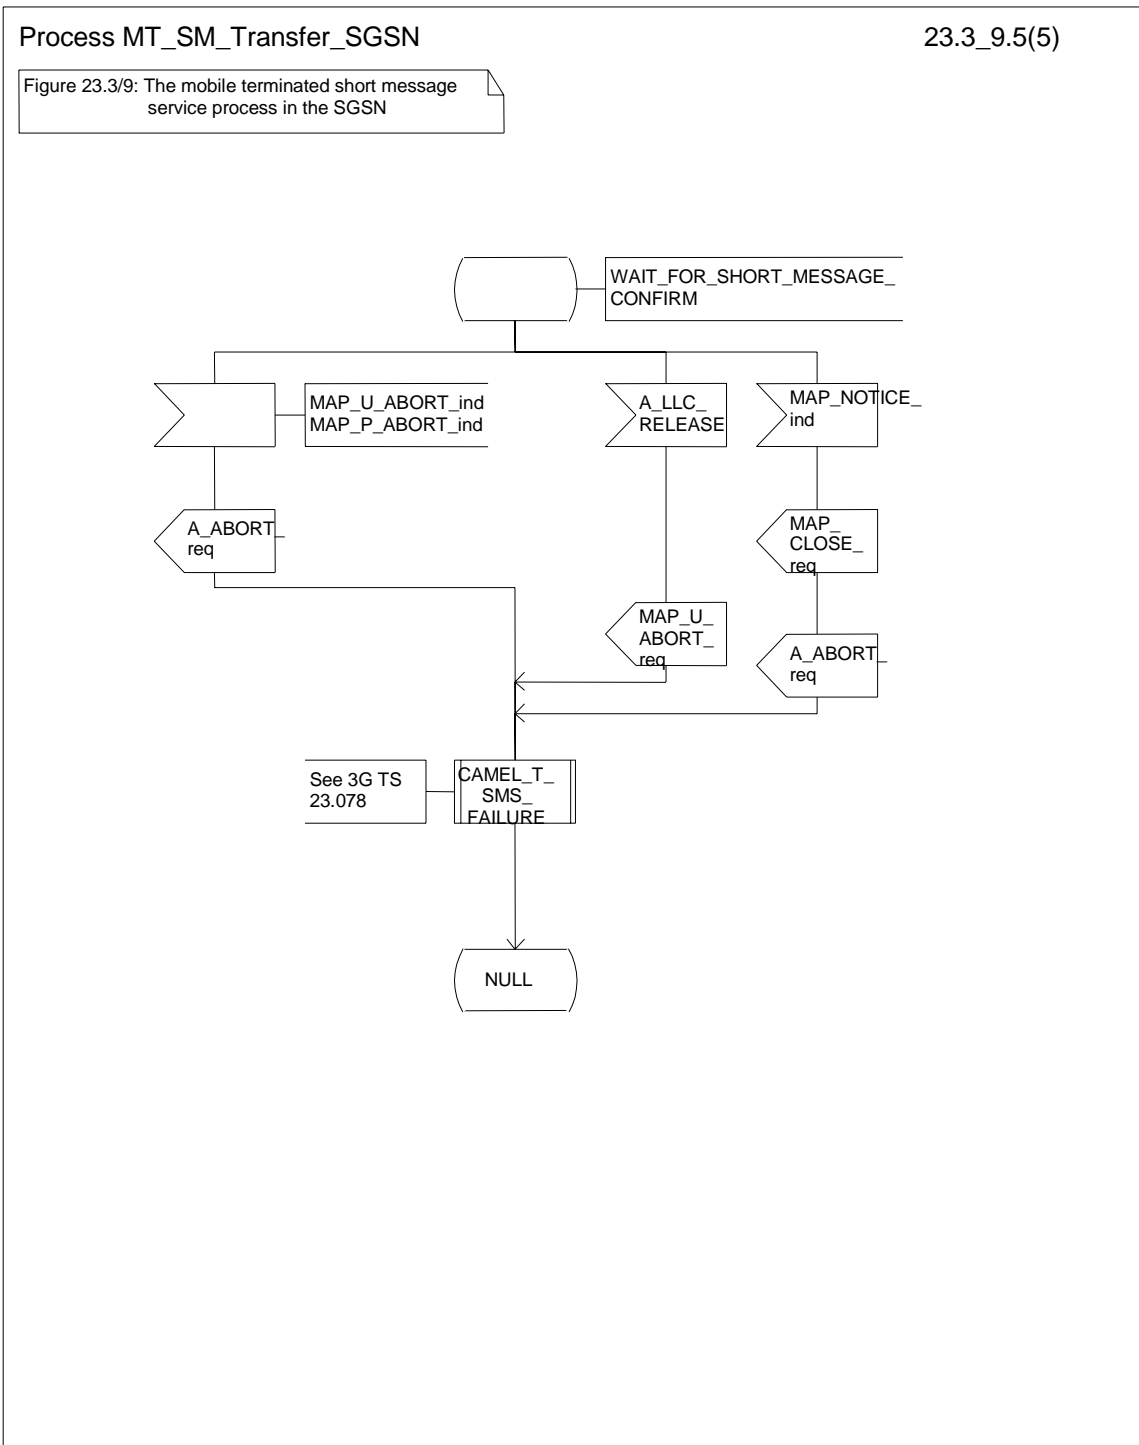 Process MT_SM_Transfer_SGSN
23.3_9.5(5)
Figure 23.3/9: The mobile terminated short message
service process in the SGSN
WAIT_FOR_SHORT_MESSAGE_
CONFIRM
MAP_U_ABORT_ind
MAP_P_ABORT_ind
A_LLC_
RELEASE
MAP_NOTICE_
ind
A_ABORT_
req
MAP_
CLOSE_
req
MAP_U_
ABORT_
req
A_ABORT_
req
See 3G TS
23.078
CAMEL_T_
SMS_
FAILURE
NULL